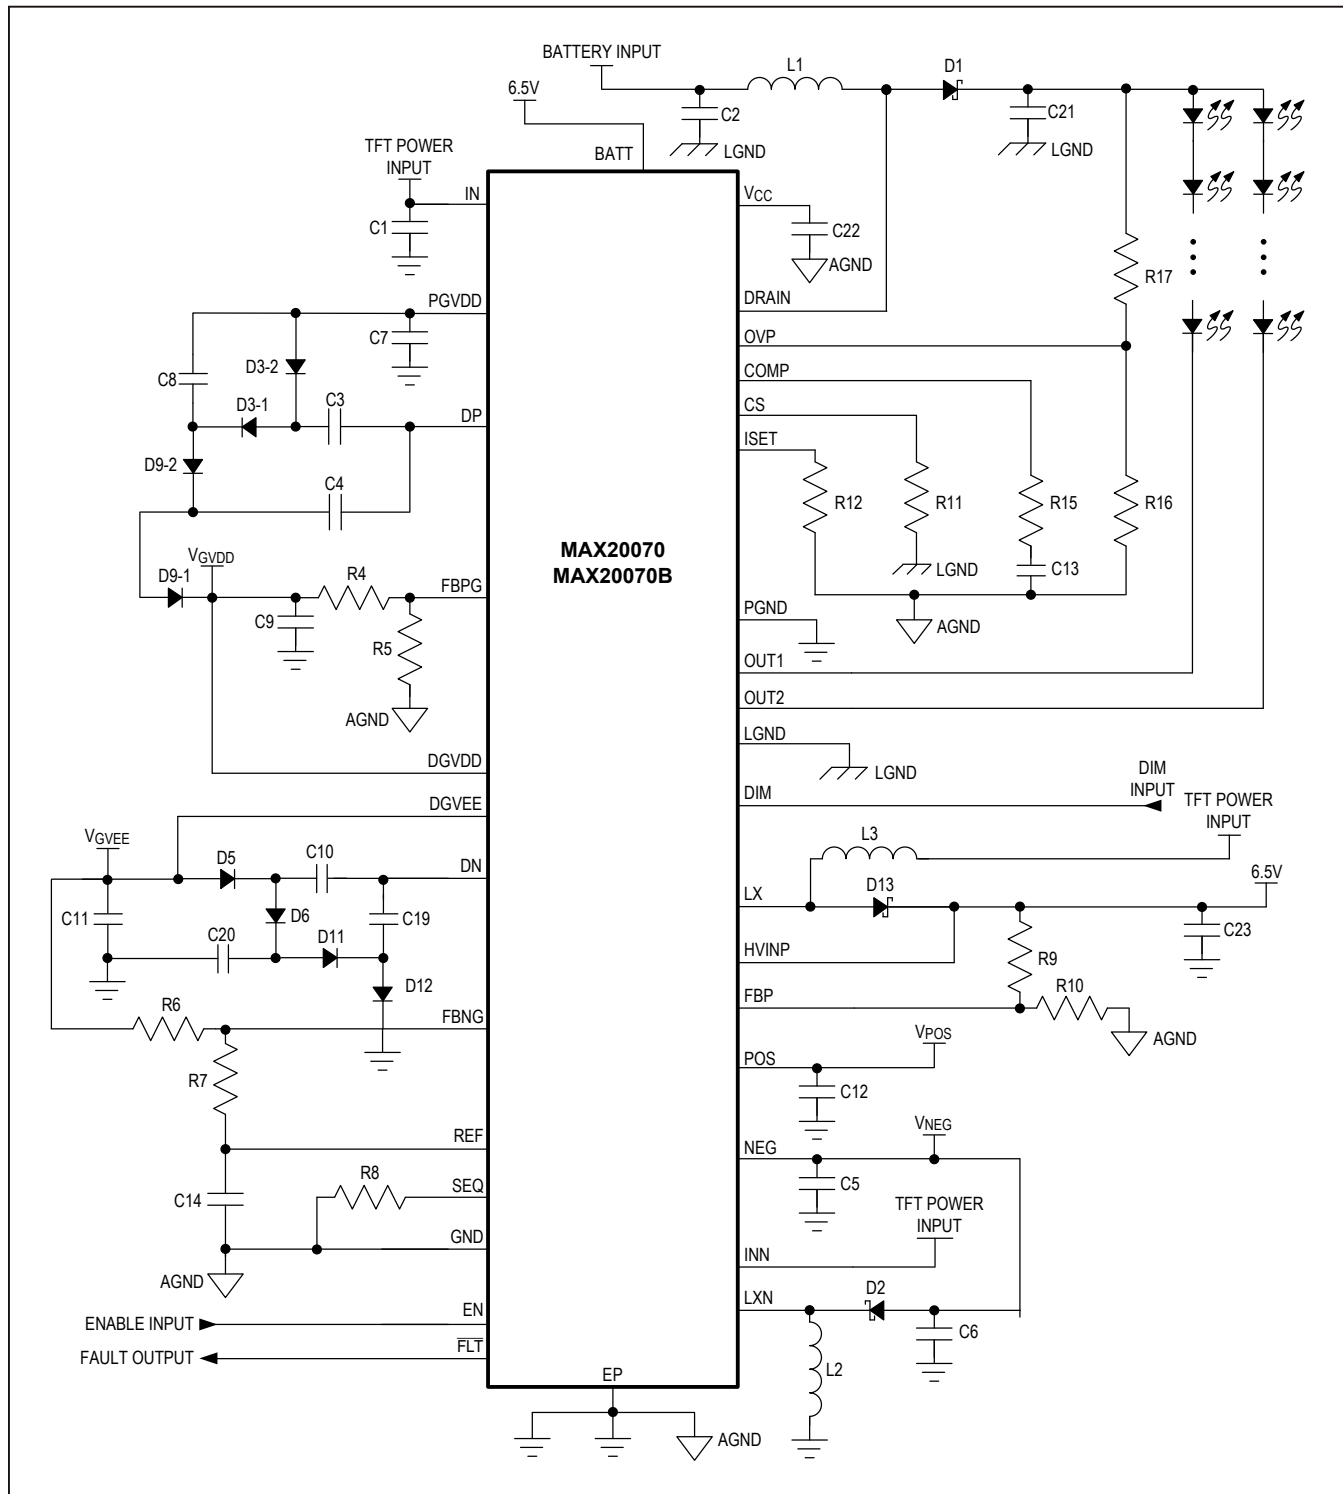 BATTERY INPUT
L1
D1
6.5V
C2
C21
LGND
LGND
TFT POWER
INPUT
BATT
IN
VCC
C1
C22
AGND
R17
DRAIN
PGVDD
C7
OVP
D3-2
C8
COMP
D3-1
C3
DP
CS
ISET
D9-2
C4
R12
R11
R15
R16
MAX20070
MAX20070B
VGVDD
LGND
C13
D9-1
R4
FBPG
C9
PGND
AGND
R5
OUT1
AGND
OUT2
DGVDD
LGND
LGND
DGVEE
DIM
DIM
INPUT
TFT POWER
INPUT
VGVEE
L3
D5
C10
DN
D13
6.5V
LX
C11
D6
C19
C23
C20
D11
HVINP
R9
D12
R10
R6
FBNG
FBP
AGND
VPOS
POS
R7
C12
REF
VNEG
NEG
R8
SEQ
C5
C14
TFT POWER
INPUT
GND
INN
AGND
D2
LXN
EN
ENABLE INPUT
C6
FLT
FAULT OUTPUT
L2
EP
AGND